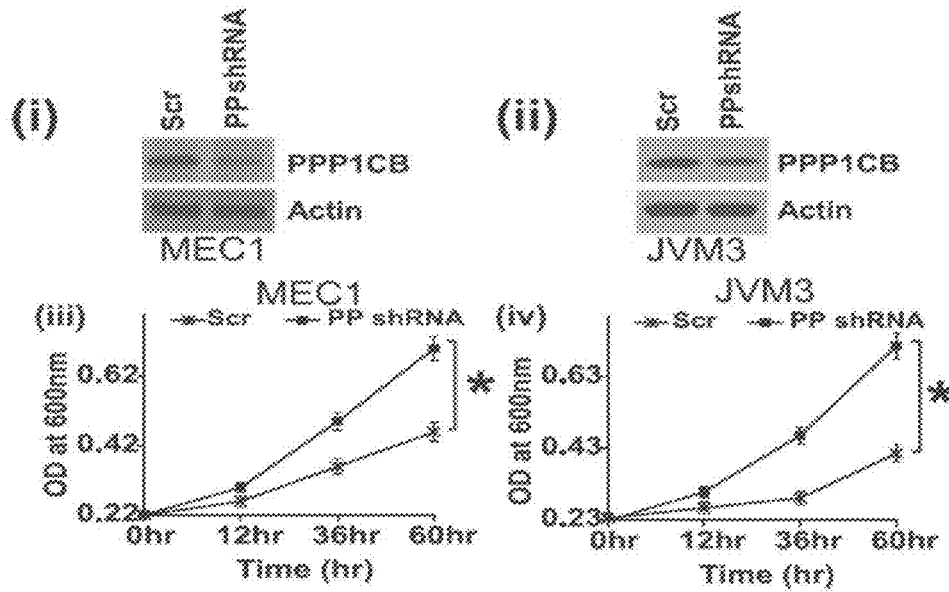 (i)
Scr
PPshRNA
PPP1CB
Actin
MEC1
(ii)
Scr
PPshRNA
PPP1CB
Actin
JVM3
(iii)
MEC1
Scr
PP shRNA
OD at 600nm
0.62
0.42
0.22
*
0hr 12hr 36hr 60hr
Time (hr)
(iv)
JVM3
Scr
PP shRNA
OD at 600nm
0.63
0.43
0.23
*
0hr 12hr 36hr 60hr
Time (hr)